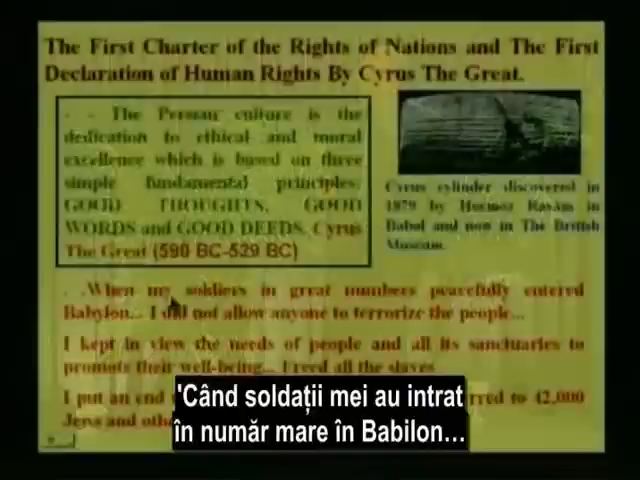 The First Charter of the Rights of Nations and The First
Declaration of Human Rights By Cyrus The Great.
- - The Persian culture is the
dedication to ethical and moral
excellence which is based on three
simple fundamental principles:
GOOD THOUGHTS, GOOD
WORDS and GOOD DEEDS. Cyrus
The Great (590 BC-529 BC)
Cyrus cylinder discovered in
1879 by Hormoz Rasam in
Babol and now in The British
Museum.
. .When my soldiers in great numbers peacefully entered
Babylon... I did not allow anyone to terrorize the people...
I kept in view the needs of people and all its sanctuaries to
promote their well-being... Freed all the slaves
I put an end to 42,000
Jews and
'Când soldații mei au intrat
în număr mare în Babilon...